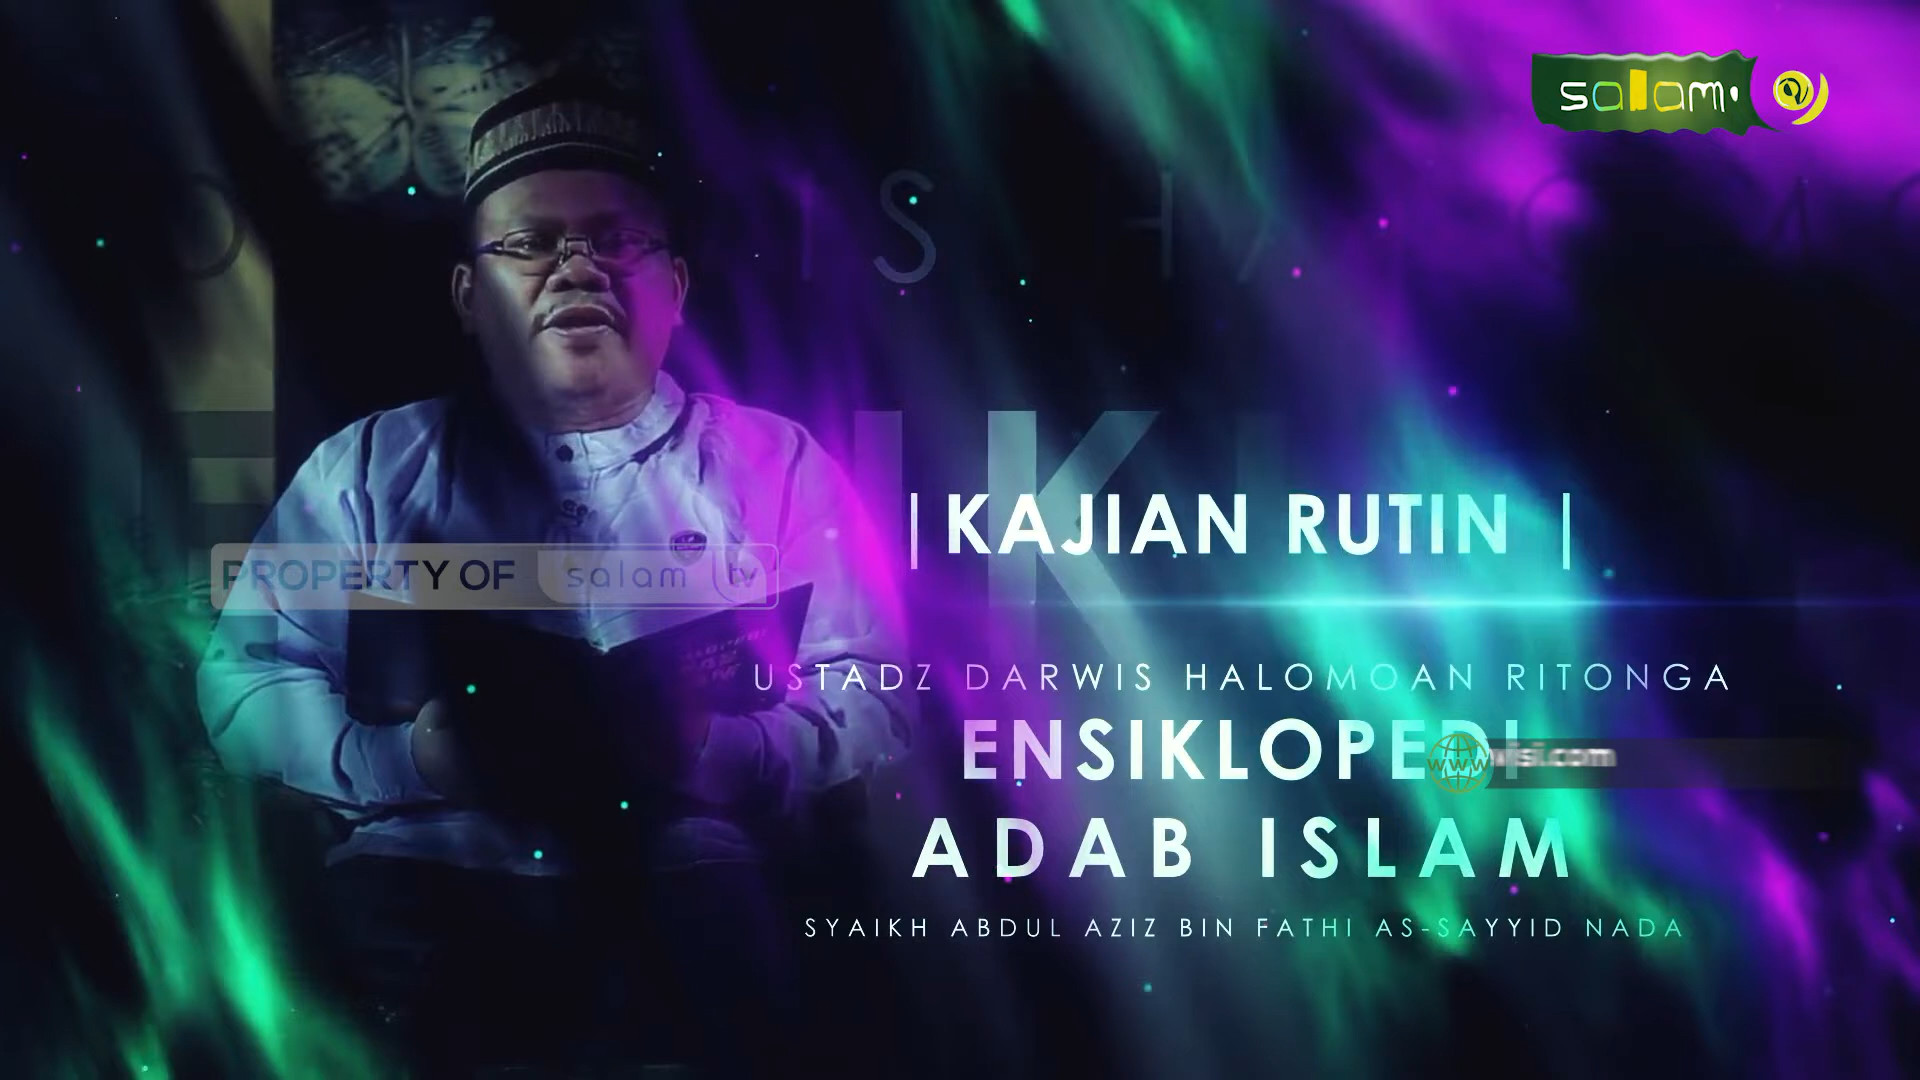 salam
| KAJIAN RUTIN |
PROPERTY OF salam tv
USTADZ DARWIS HALOMOAN RITONGA
ENSIKLOPEDI
www
ADAB ISLAM
SYAIKH ABDUL AZIZ BIN FATHI AS-SAYYID NADA